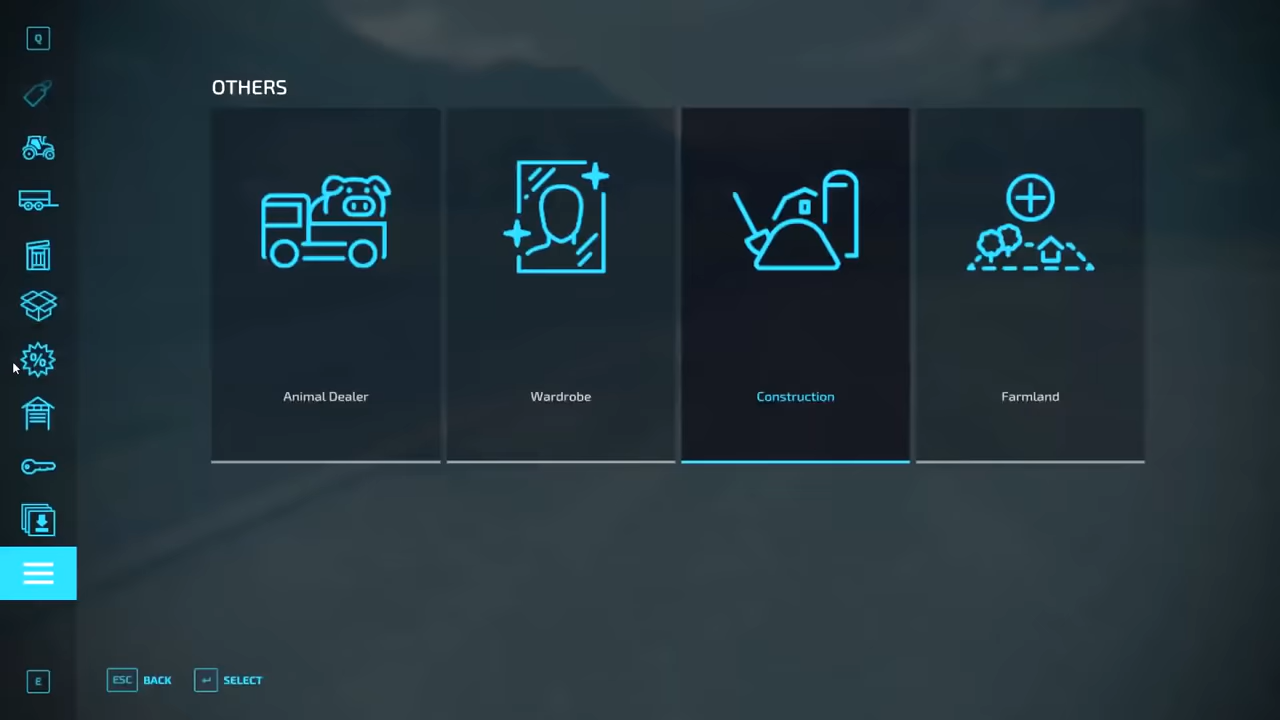 Q
OTHERS
%
Animal Dealer
Wardrobe
Construction
Farmland
E
ESC BACK
SELECT